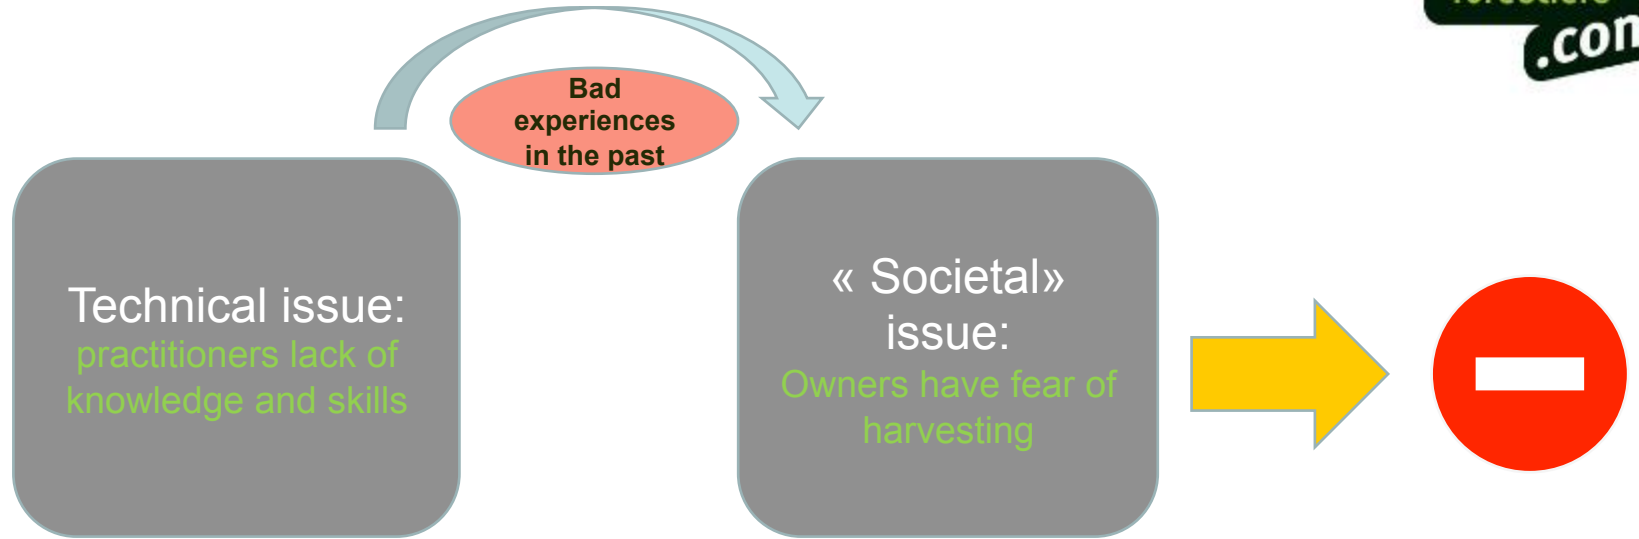 .con
Bad
experiences
in the past
Technical issue:
practitioners lack of
knowledge and skills
« Societal»
issue:
Owners have fear of
harvesting